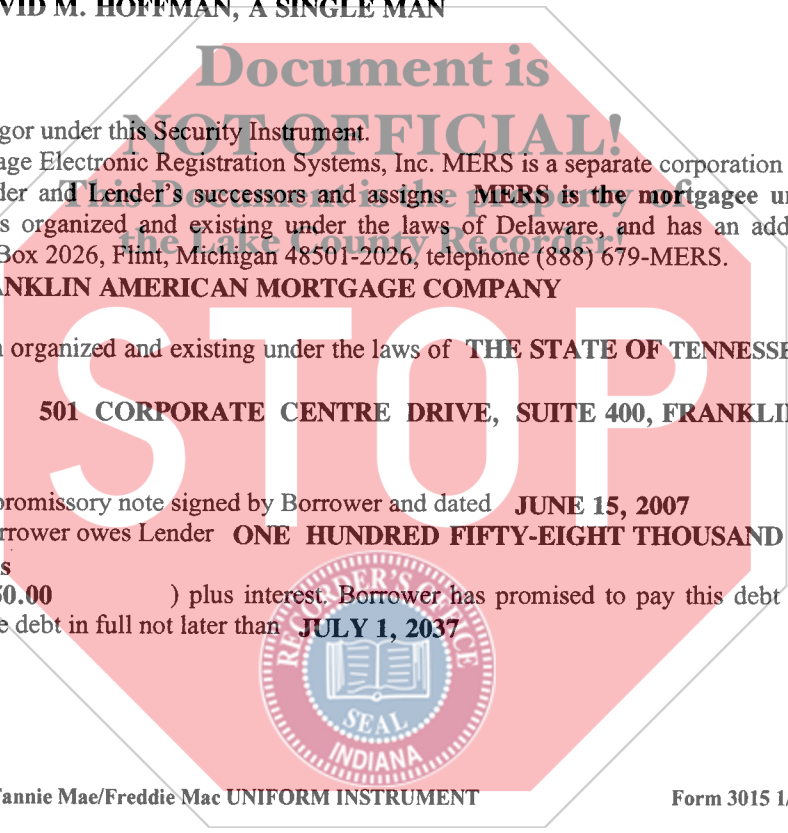 VID M. HOFFMAN, A SINGLE MAN
Document is
NOT OFFICIAL!
gor under this Security Instrument.
age Electronic Registration Systems, Inc. MERS is a separate corporation
This Document is the property
der and Lender's successors and assigns. MERS is the mortgagee u
s organized and existing under the laws of Delaware, and has an add
the Lake County Recorder!
Box 2026, Flint, Michigan 48501-2026, telephone (888) 679-MERS.
NKLIN AMERICAN MORTGAGE COMPANY
STOP
organized and existing under the laws of THE STATE OF TENNESSE
501 CORPORATE CENTRE DRIVE, SUITE 400, FRANKLI
promissory note signed by Borrower and dated JUNE 15, 2007
rrower owes Lender ONE HUNDRED FIFTY-EIGHT THOUSAND
s
50.00 ) plus interest. Borrower has promised to pay this debt
e debt in full not later than JULY 1, 2037
RECORDER'S OFFICE
SEAL
INDIANA
Fannie Mae/Freddie Mac UNIFORM INSTRUMENT Form 3015 1/